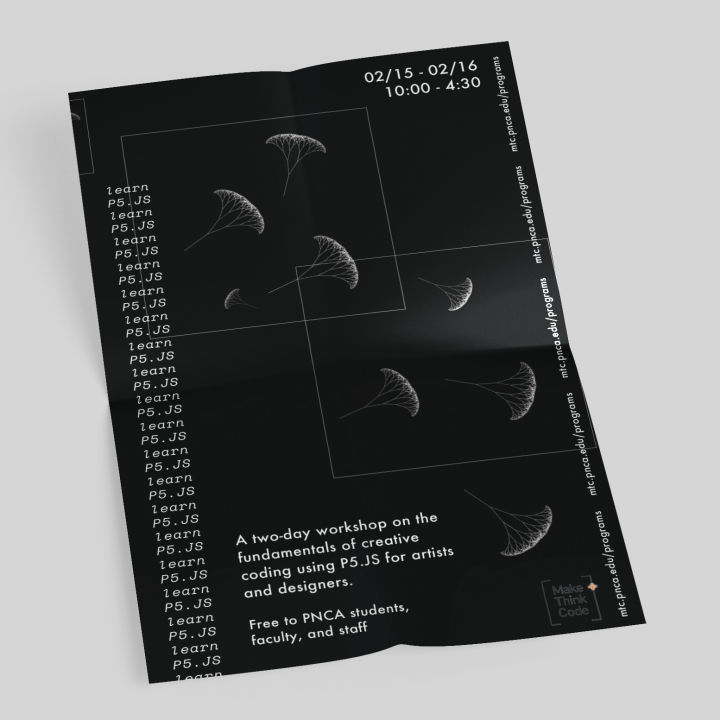 02/15 - 02/16
10:00 - 4:30
mtc.pnca.edu/programs
mtc.pnca.edu/programs
mtc.pnca.edu/programs
mtc.pnca.edu/programs
mtc.pnca.edu/programs
learn
P5.JS
learn
P5.JS
learn
P5.JS
learn
P5.JS
learn
P5.JS
learn
P5.JS
learn
P5.JS
learn
P5.JS
learn
P5.JS
learn
P5.JS
learn
P5.JS
learn
P5.JS
learn
P5.JS
learn
P5.JS
learn
P5.JS
learn
P5.JS
learn
P5.JS
learn
P5.JS
learn
A two-day workshop on the
fundamentals of creative
coding using P5.JS for artists
and designers.
Free to PNCA students,
faculty, and staff
Make
Think
Code